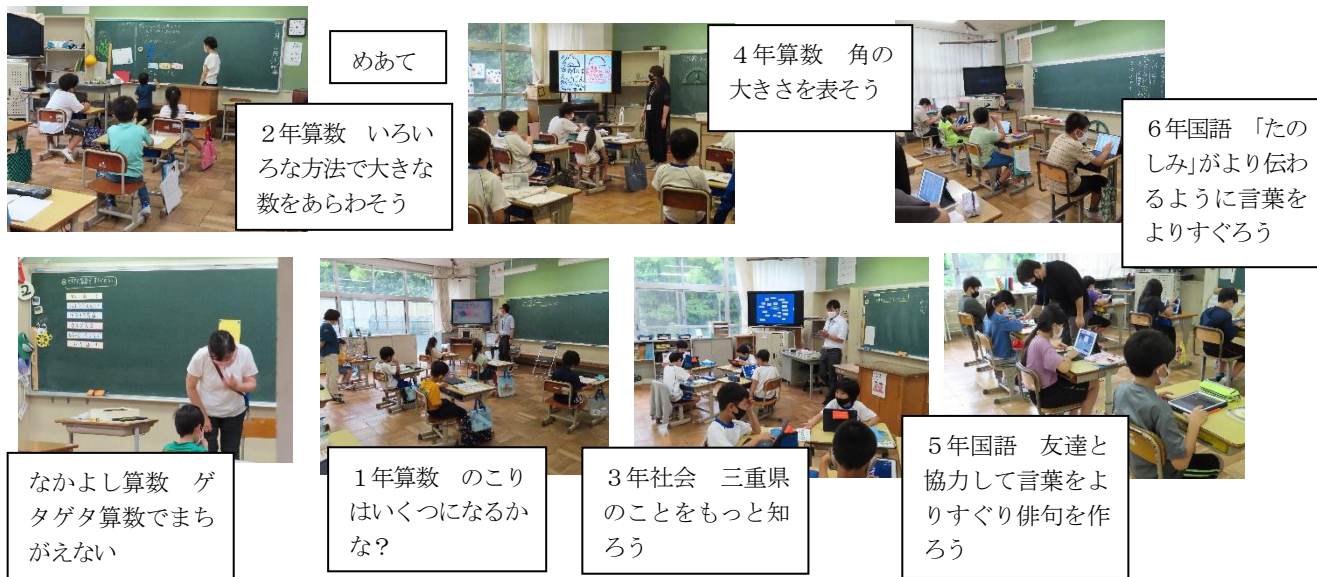 めあて
２年算数　いろい
ろな方法で大きな
数をあらわそう
４年算数　角の
大きさを表そう
６年国語　「たの
しみ」がより伝わ
るように言葉を
よりすぐろう
なかよし算数　ゲ
タゲタ算数でまち
がえない
１年算数　のこり
はいくつになるか
な？
３年社会　三重県
のことをもっと知
ろう
５年国語　友達と
協力して言葉をよ
りすぐり俳句を作
ろう